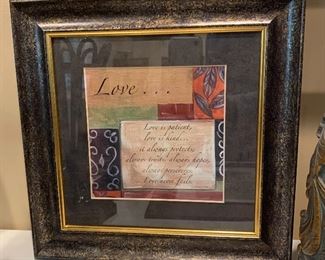 Love . . .
Love is patient,
love is kind...
it always protects,
always trusts, always hopes,
always perseveres.
Love never fails.